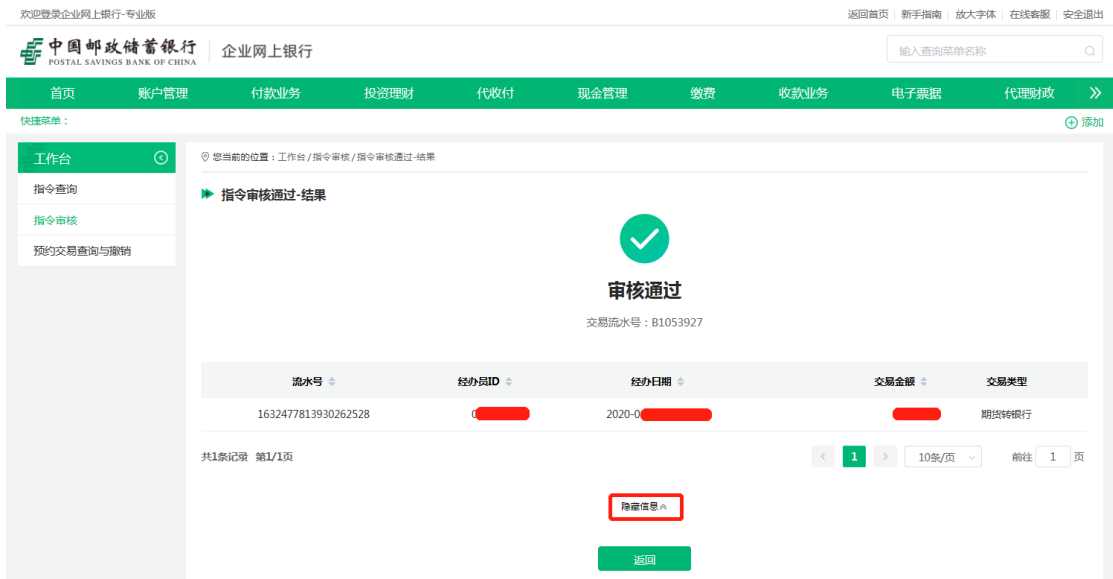 欢迎登录企业网上银行-专业版
返回首页 新手指南 放大字体 在线客服 安全退出
中国邮政储蓄银行
POSTAL SAVINGS BANK OF CHINA
企业网上银行
输入查询菜单名称
首页 账户管理 付款业务 投资理财 代收付 现金管理 缴费 收款业务 电子票据 代理财政
快捷菜单：
添加
工作台
指令查询
指令审核
预约交易查询与撤销
您当前的位置：工作台/指令审核/指令审核通过-结果
指令审核通过-结果
审核通过
交易流水号：B1053927
流水号 经办员ID 经办日期 交易金额 交易类型
1632477813930262528 0 2020-0 期货转银行
共1条记录 第1/1页
1 10条/页 前往 1 页
隐藏信息
返回